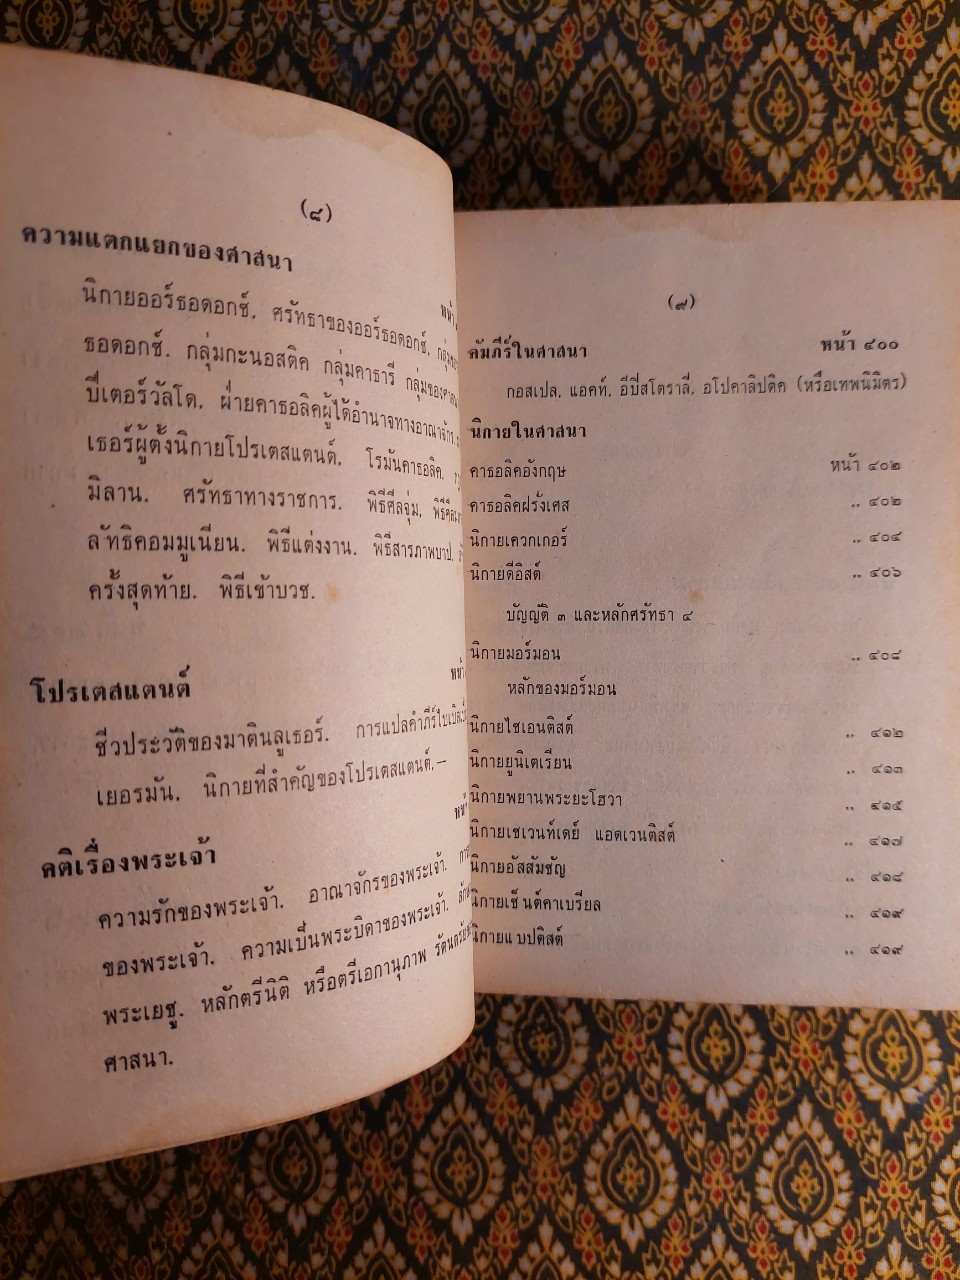 (๘)
ความแตกแยกของศาสนา
หน้า
นิกายออร์ธอดอกซ์. ศรัทธาของออร์ธอดอกซ์.
ธอดอกซ์. กลุ่มกะนอสติค กลุ่มคาธารี กลุ่มของศาสน
ปีเตอร์วัลโด. ฝ่ายคาธอลิคผู้ได้อำนาจทางอาณาจักร.
เธอร์ผู้ตั้งนิกายโปรเตสแตนต์. โรมันคาธอลิค.
มิลาน. ศรัทธาทางราชการ. พิธีศีลจุ่ม.
ลัทธิคอมมูเนียน. พิธีแต่งงาน. พิธีสารภาพบาป.
ครั้งสุดท้าย. พิธีเข้าบวช.
โปรเตสแตนต์
หน้า
ชีวประวัติของมาตินลูเธอร์. การแปลคำภีร์ไบเบิลเป็น
เยอรมัน. นิกายที่สำคัญของโปรเตสแตนต์.—
คติเรื่องพระเจ้า
หน้า
ความรักของพระเจ้า. อาณาจักรของพระเจ้า. การ
ของพระเจ้า. ความเป็นพระบิดาของพระเจ้า.
พระเยซู. หลักตรีนิติ หรือตรีเอกานุภาพ
ศาสนา.
(๙)
คัมภีร์ในศาสนา หน้า ๔๐๐
กอสเปล. แอคท์. อีปีสโตราลี่. อโปคาลิปติค (หรือเทพนิมิตร)
นิกายในศาสนา
คาธอลิคอังกฤษ หน้า ๔๐๒
คาธอลิคฝรั่งเศส ,, ๔๐๒
นิกายเควกเกอร์ ,, ๔๐๔
นิกายดีอิสต์ ,, ๔๐๖
บัญญัติ ๓ และหลักศรัทธา ๔
นิกายมอร์มอน ,, ๔๐๘
หลักของมอร์มอน
นิกายไซเอนติสต์ ,, ๔๑๒
นิกายยูนิเตเรียน ,, ๔๑๓
นิกายพยานพระยะโฮวา ,, ๔๑๕
นิกายเซเวนท์เดย์ แอดเวนติสต์ ,, ๔๑๗
นิกายอัสสัมชัญ ,, ๔๑๘
นิกายเซ็นต์คาเบรียล ,, ๔๑๙
นิกายแบปติสต์ ,, ๔๑๙